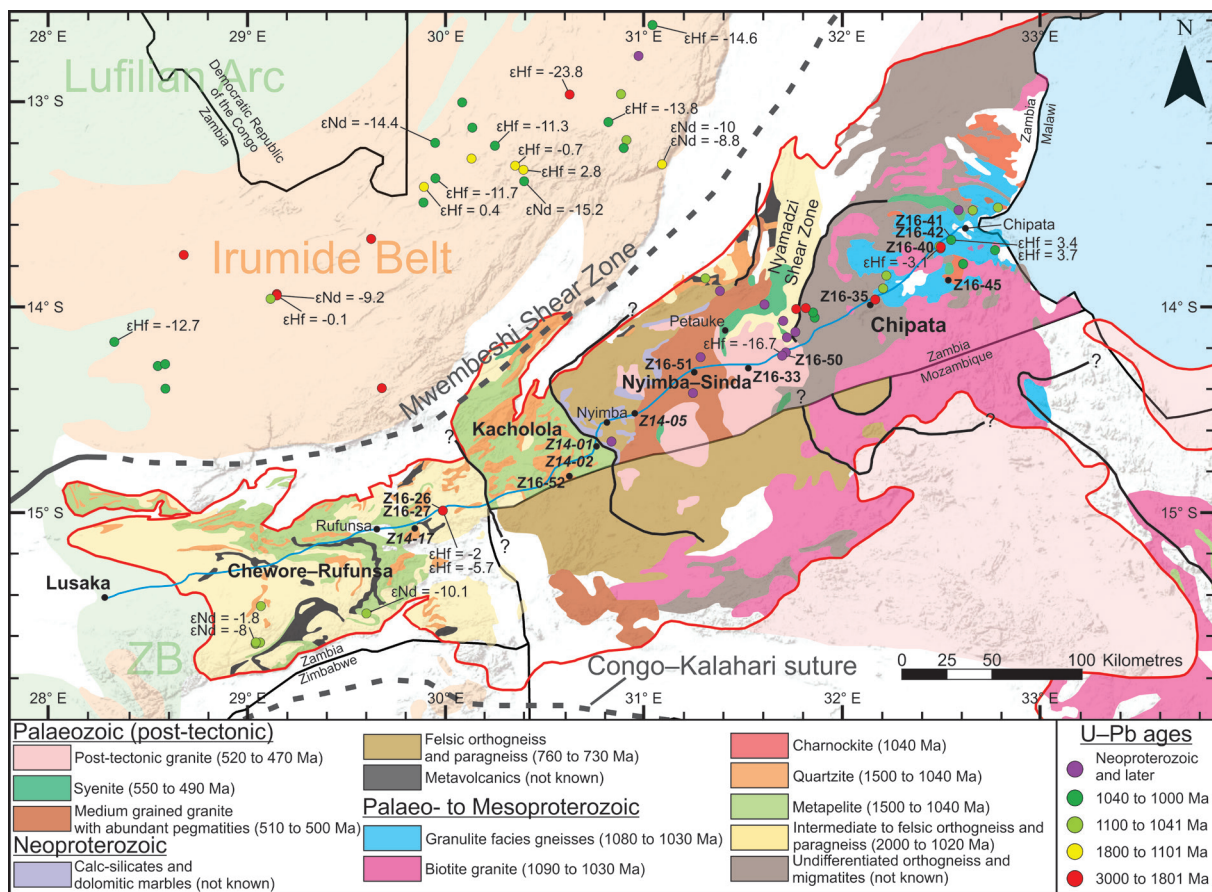 28° E
29° E
30° E
31° E
32° E
33° E
N
Lufilian Arc
Democratic Republic
of the Congo
Zambia
εHf = -14.6
εHf = -23.8
13° S
13° S
εHf = -13.8
εNd = -14.4
εHf = -11.3
εNd = -10
εNd = -8.8
εHf = -0.7
εHf = 2.8
εHf = -11.7
εHf = 0.4
εNd = -15.2
Zambia
Malawi
Irumide Belt
Mwembeshi Shear Zone
Nyamadzi
Shear Zone
Z16-41
Z16-42
Z16-40
Chipata
εHf = 3.4
εHf = 3.7
εHf = -3.1
Z16-45
Z16-35
Chipata
14° S
14° S
εNd = -9.2
εHf = -0.1
εHf = -12.7
?
Petauke
εHf = -16.7
Z16-50
Z16-51
Z16-33
Nyimba–Sinda
Zambia
Mozambique
?
?
Nyimba
Z14-05
Kacholola
?
Z14-01
Z14-02
Z16-52
15° S
15° S
Z16-26
Z16-27
Rufunsa
Z14-17
?
εHf = -2
εHf = -5.7
Chewore–Rufunsa
Lusaka
εNd = -10.1
εNd = -1.8
εNd = -8
ZB
Zambia
Zimbabwe
Congo–Kalahari suture
0 25 50 100 Kilometres
28° E
29° E
30° E
31° E
32° E
33° E
Palaeozoic (post-tectonic)
Post-tectonic granite (520 to 470 Ma)
Syenite (550 to 490 Ma)
Medium grained granite
with abundant pegmatities (510 to 500 Ma)
Neoproterozoic
Calc-silicates and
dolomitic marbles (not known)
Felsic orthogneiss
and paragneiss (760 to 730 Ma)
Metavolcanics (not known)
Palaeo- to Mesoproterozoic
Granulite facies gneisses (1080 to 1030 Ma)
Biotite granite (1090 to 1030 Ma)
Charnockite (1040 Ma)
Quartzite (1500 to 1040 Ma)
Metapelite (1500 to 1040 Ma)
Intermediate to felsic orthogneiss and
paragneiss (2000 to 1020 Ma)
Undifferentiated orthogneiss and
migmatites (not known)
U–Pb ages
Neoproterozoic
and later
1040 to 1000 Ma
1100 to 1041 Ma
1800 to 1101 Ma
3000 to 1801 Ma